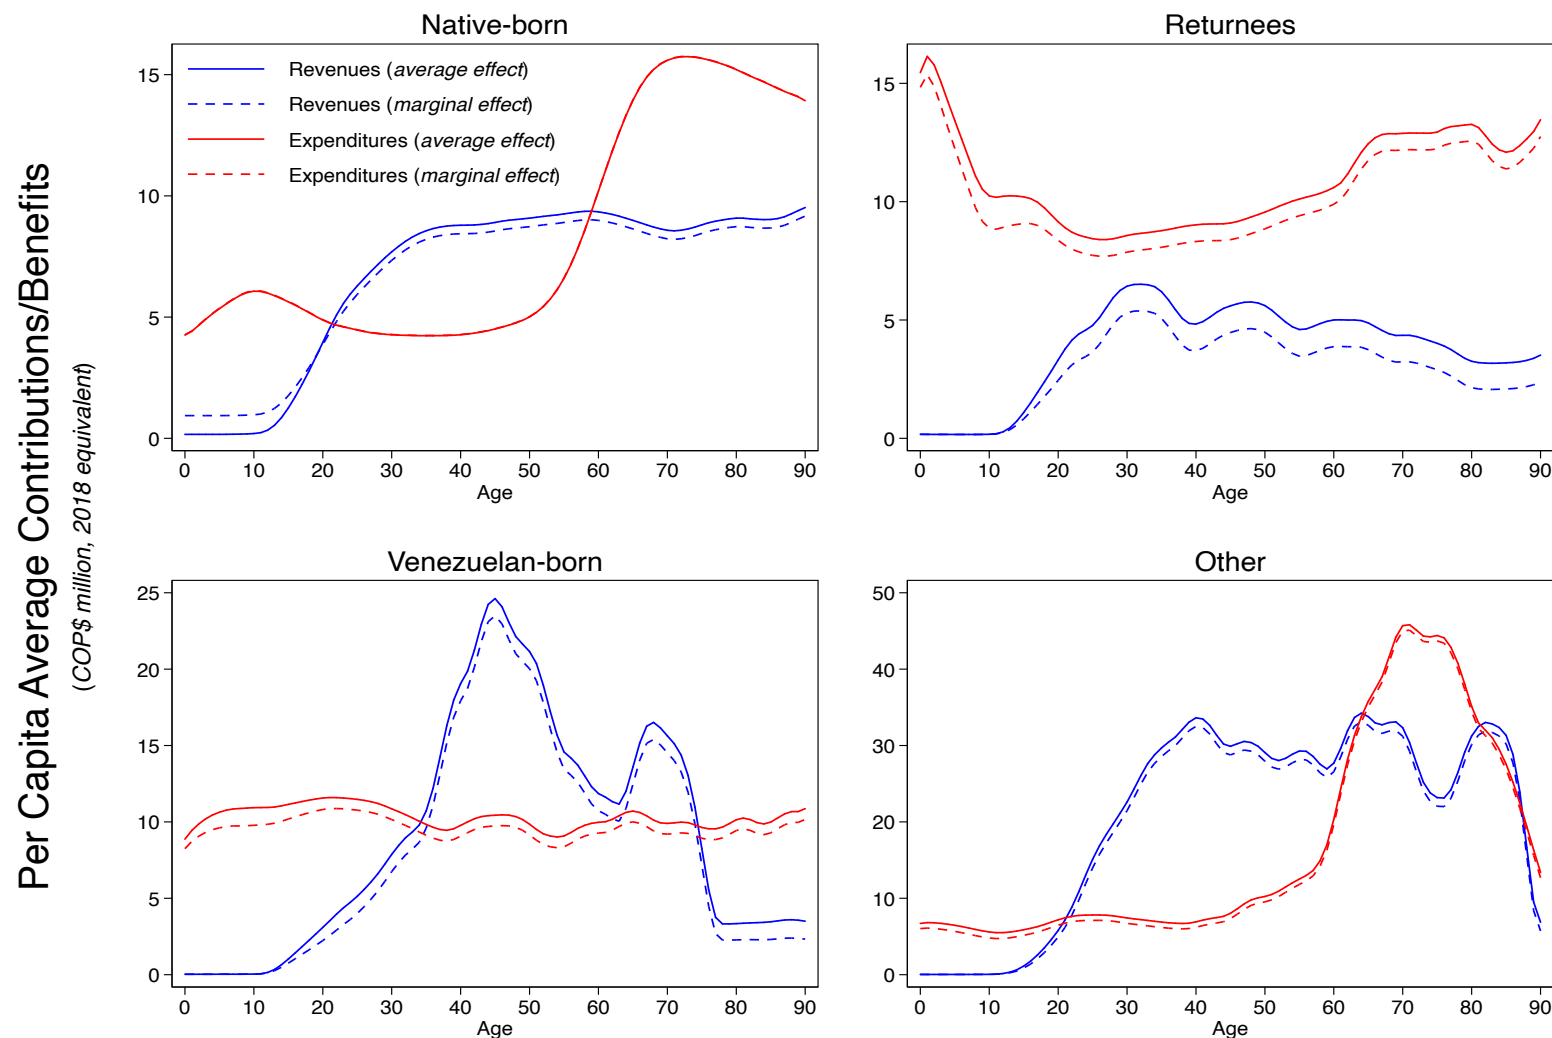 Per Capita Average Contributions/Benefits
(COP$ million, 2018 equivalent)
Native-born
Revenues (average effect)
Revenues (marginal effect)
Expenditures (average effect)
Expenditures (marginal effect)
15
10
5
0
0 10 20 30 40 50 60 70 80 90
Age
Returnees
15
10
5
0
0 10 20 30 40 50 60 70 80 90
Age
Venezuelan-born
25
20
15
10
5
0
0 10 20 30 40 50 60 70 80 90
Age
Other
50
40
30
20
10
0
0 10 20 30 40 50 60 70 80 90
Age